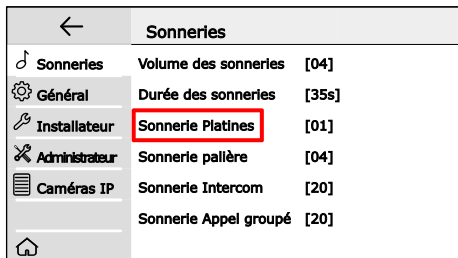 Sonneries
Sonneries
Général
Installateur
Administrateur
Caméras IP
Volume des sonneries [04]
Durée des sonneries [35s]
Sonnerie Platines [01]
Sonnerie palière [04]
Sonnerie Intercom [20]
Sonnerie Appel groupé [20]